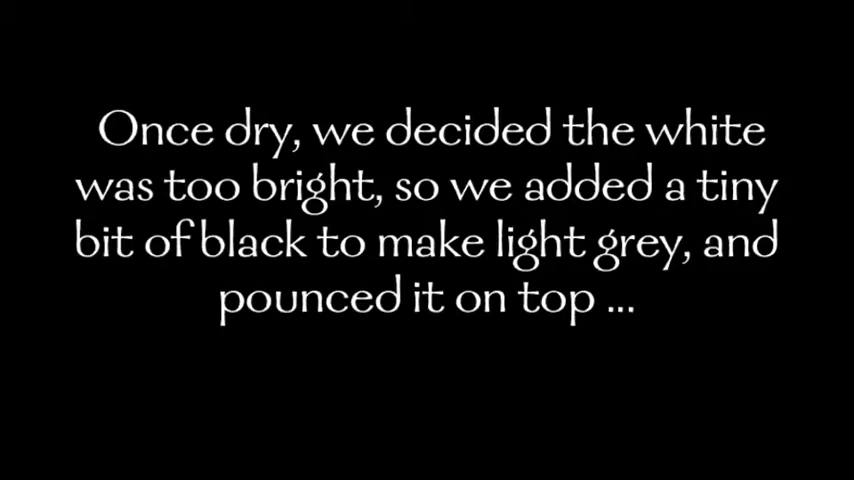 Once dry, we decided the white
was too bright, so we added a tiny
bit of black to make light grey, and
pounced it on top ...